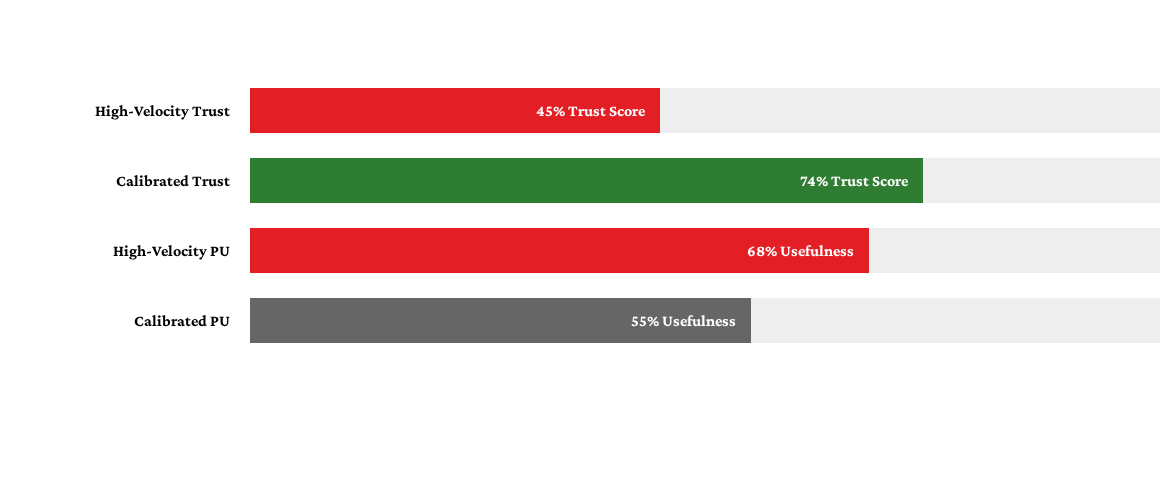 High-Velocity Trust 45% Trust Score
Calibrated Trust 74% Trust Score
High-Velocity PU 68% Usefulness
Calibrated PU 55% Usefulness